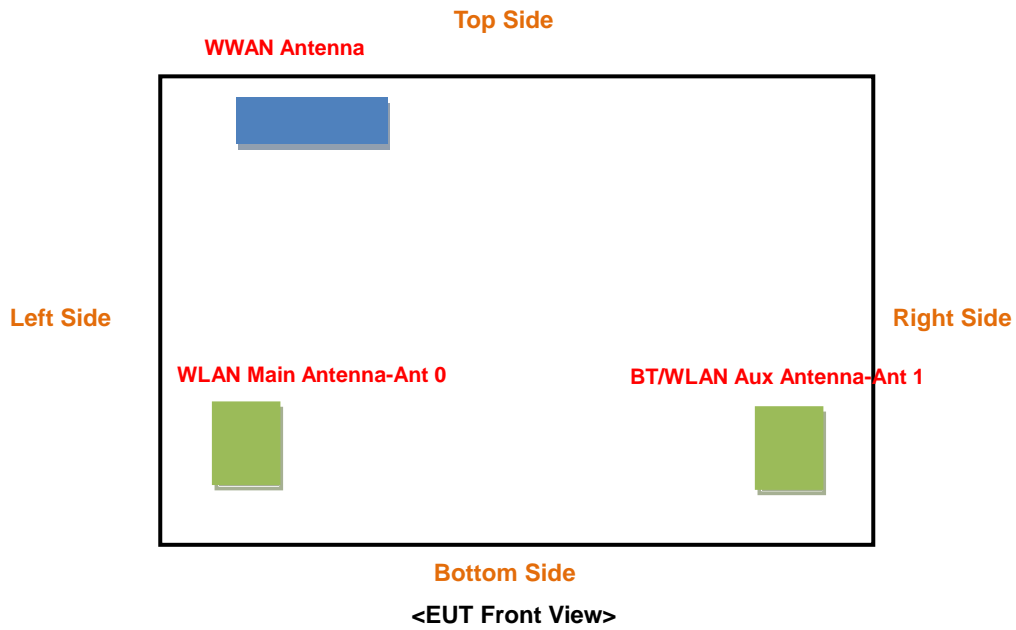 Top Side
WWAN Antenna
Left Side
Right Side
WLAN Main Antenna-Ant 0
BT/WLAN Aux Antenna-Ant 1
Bottom Side
<EUT Front View>